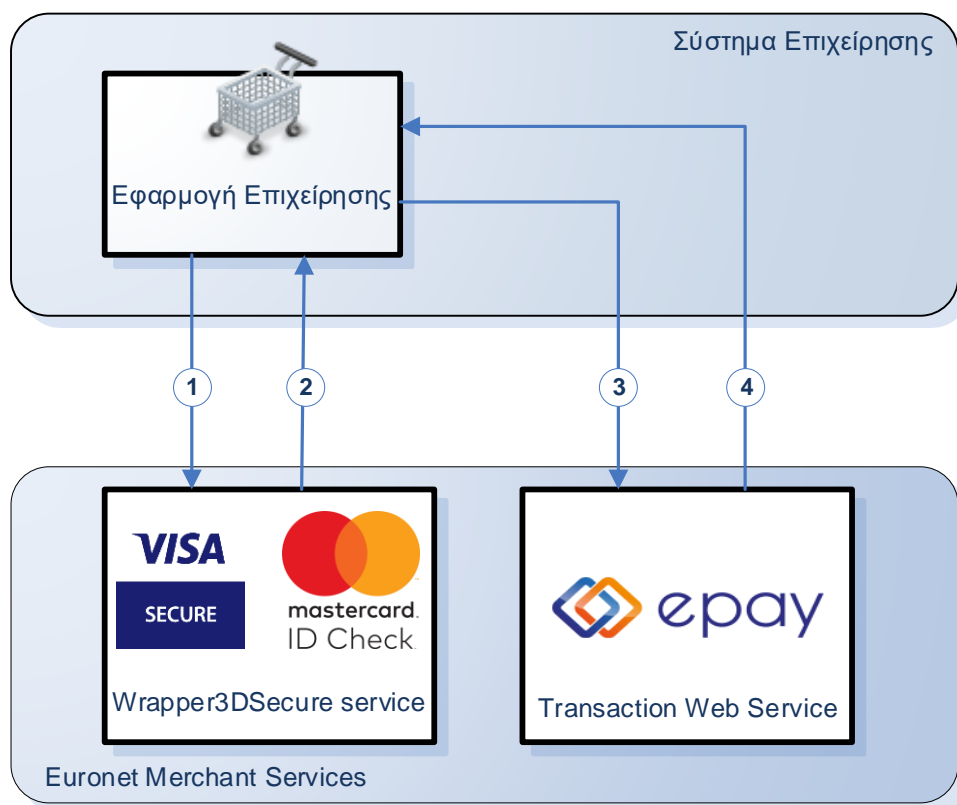 Σύστημα Επιχείρησης
Εφαρμογή Επιχείρησης
1
2
3
4
VISA
SECURE
mastercard.
ID Check
Wrapper3DSecure service
epay
Transaction Web Service
Euronet Merchant Services